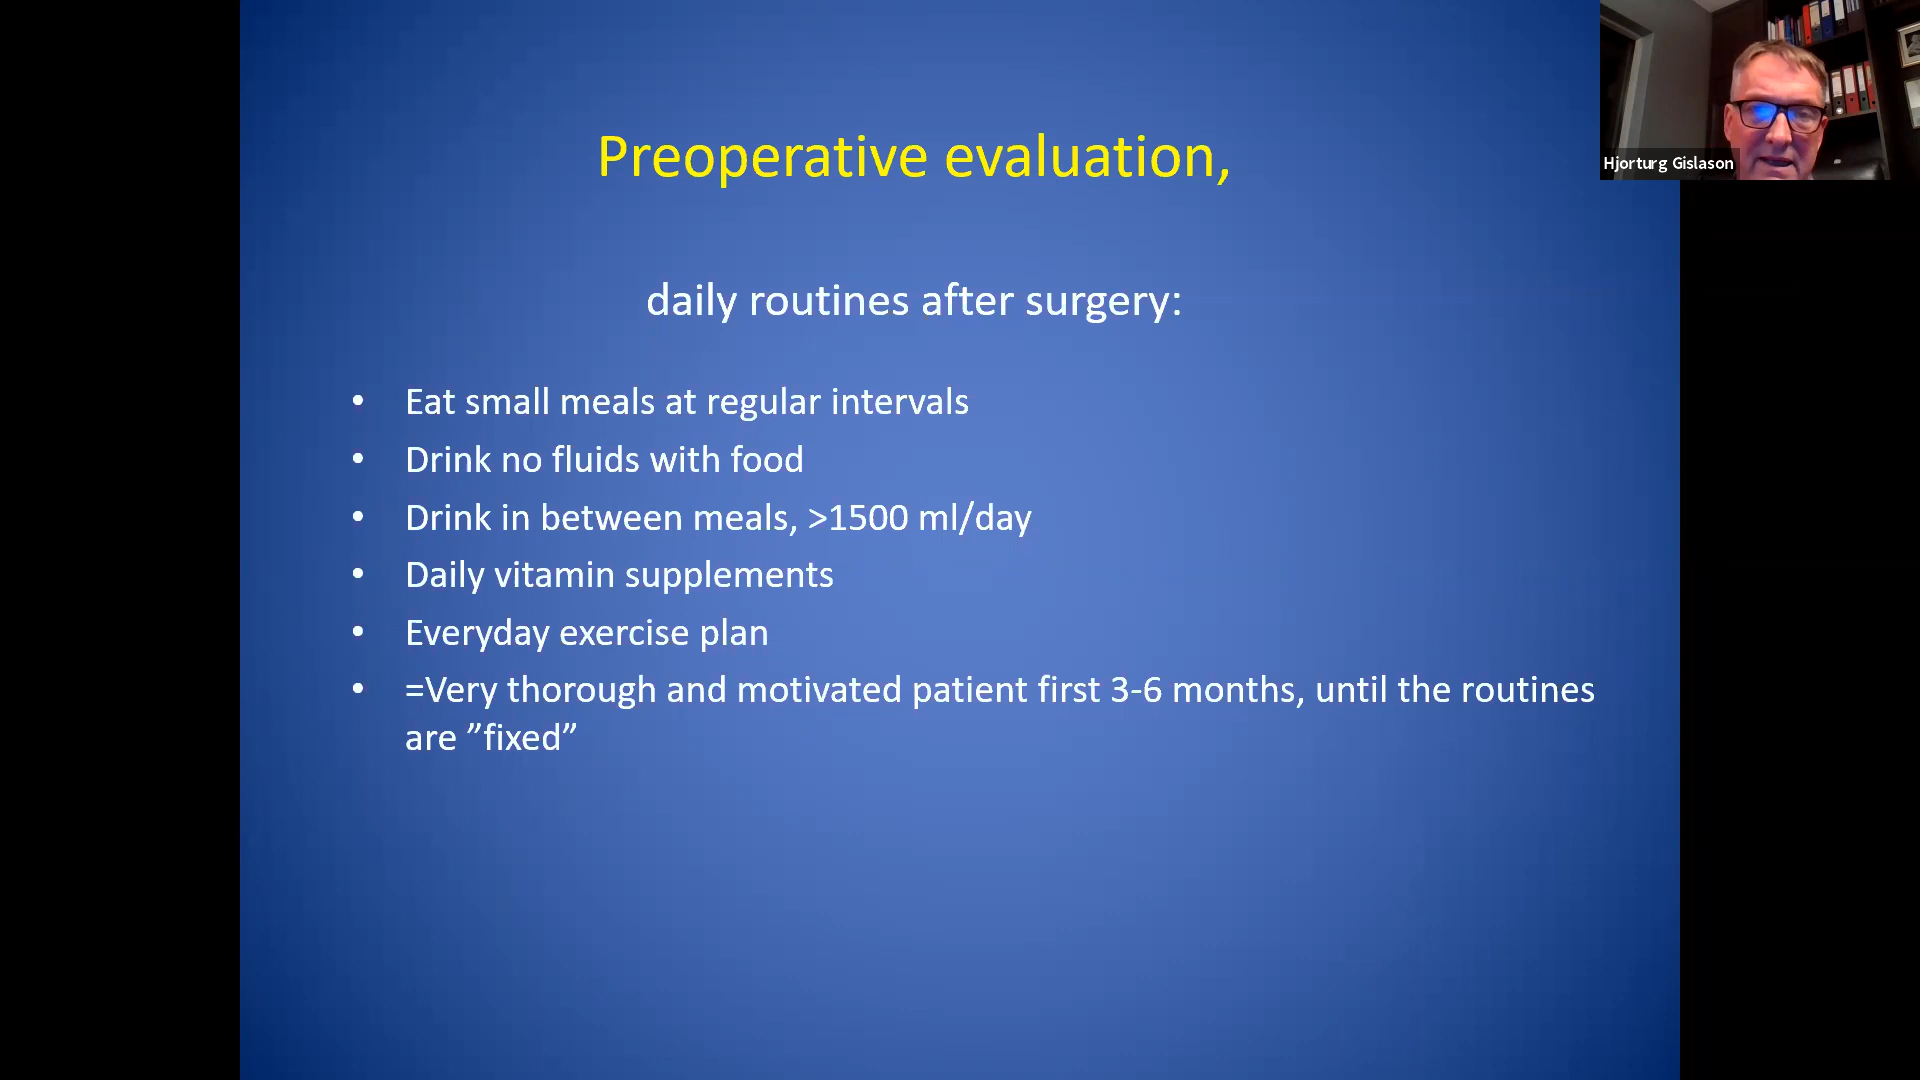 Preoperative evaluation,
daily routines after surgery:
• Eat small meals at regular intervals
• Drink no fluids with food
• Drink in between meals, >1500 ml/day
• Daily vitamin supplements
• Everyday exercise plan
• =Very thorough and motivated patient first 3-6 months, until the routines
are ”fixed”
Hjorturg Gislason